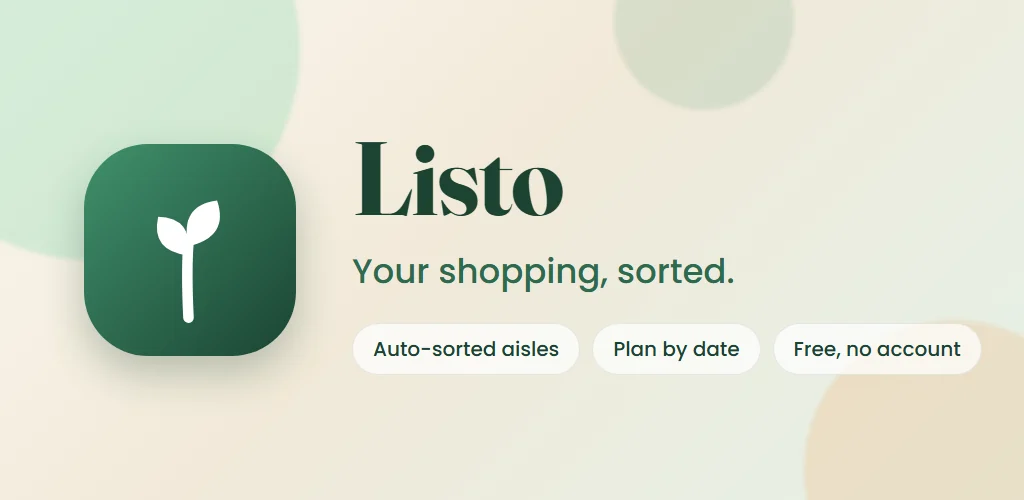 Listo
Your shopping, sorted.
Auto-sorted aisles
Plan by date
Free, no account